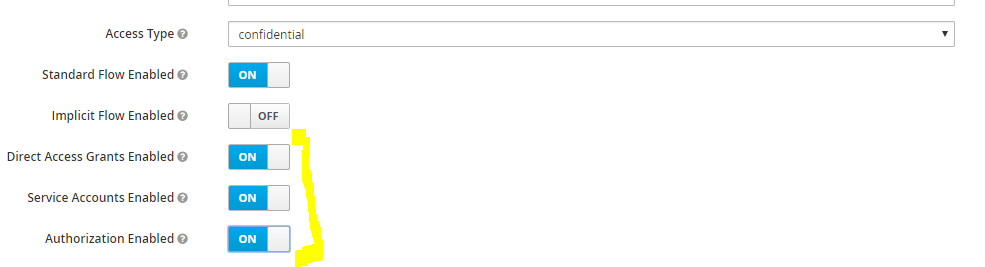 Access Type confidential
Standard Flow Enabled ON
Implicit Flow Enabled OFF
Direct Access Grants Enabled ON
Service Accounts Enabled ON
Authorization Enabled ON